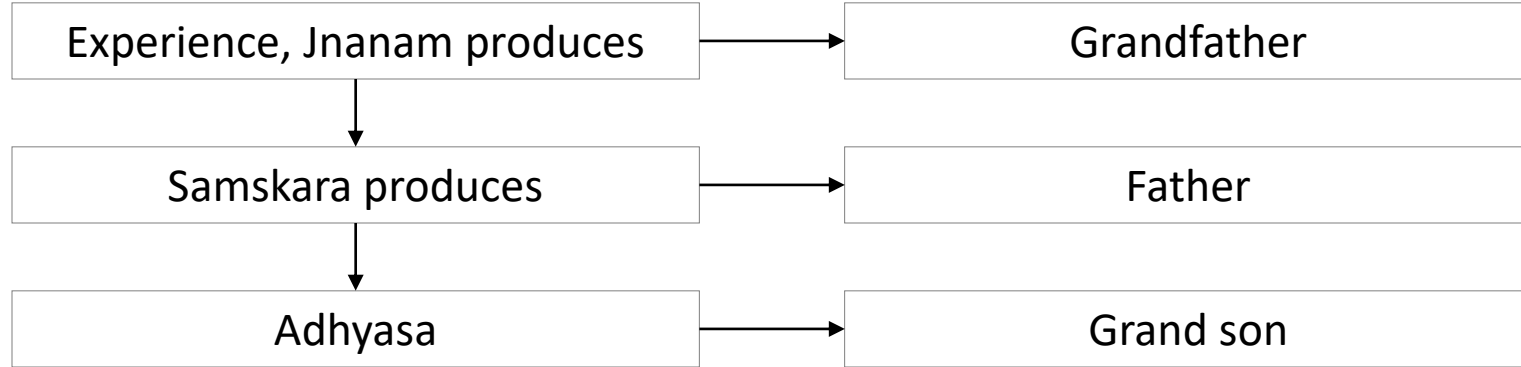 Experience, Jnanam produces
Grandfather
Samskara produces
Father
Adhyasa
Grand son